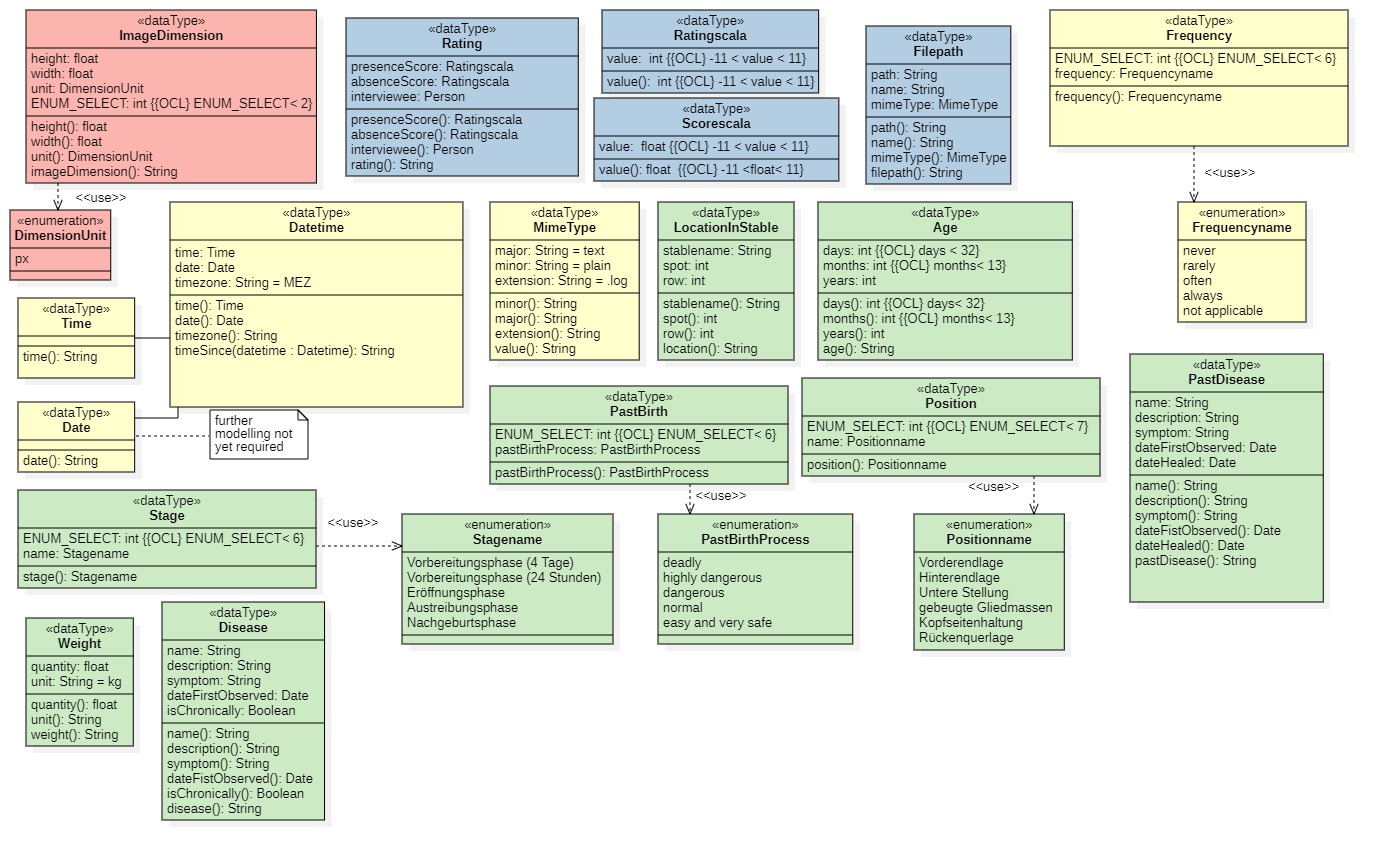 «dataType»
ImageDimension
height: float
width: float
unit: DimensionUnit
ENUM_SELECT: int {{OCL} ENUM_SELECT< 2}
height(): float
width(): float
unit(): DimensionUnit
imageDimension(): String
«dataType»
Rating
presenceScore: Ratingscala
absenceScore: Ratingscala
interviewee: Person
presenceScore(): Ratingscala
absenceScore(): Ratingscala
interviewee(): Person
rating(): String
«dataType»
Ratingscala
value:  int {{OCL} -11 < value < 11}
value():  int {{OCL} -11 < value < 11}
«dataType»
Scorescala
value:  float {{OCL} -11 < value < 11}
value(): float  {{OCL} -11 <float< 11}
«dataType»
Filepath
path: String
name: String
mimeType: MimeType
path(): String
name(): String
mimeType(): MimeType
filepath(): String
«dataType»
Frequency
ENUM_SELECT: int {{OCL} ENUM_SELECT< 6}
frequency: Frequencyname
frequency(): Frequencyname
<<use>>
<<use>>
«enumeration»
DimensionUnit
px
«dataType»
Datetime
time: Time
date: Date
timezone: String = MEZ
time(): Time
date(): Date
timezone(): String
timeSince(datetime : Datetime): String
«dataType»
MimeType
major: String = text
minor: String = plain
extension: String = .log
minor(): String
major(): String
extension(): String
value(): String
«dataType»
LocationInStable
stablename: String
spot: int
row: int
stablename(): String
spot(): int
row(): int
location(): String
«dataType»
Age
days: int {{OCL} days < 32}
months: int {{OCL} months< 13}
years: int
days(): int {{OCL} days< 32}
months(): int {{OCL} months< 13}
years(): int
age(): String
«enumeration»
Frequencyname
never
rarely
often
always
not applicable
«dataType»
Time
time(): String
«dataType»
Date
date(): String
further
modelling not
yet required
«dataType»
PastBirth
ENUM_SELECT: int {{OCL} ENUM_SELECT< 6}
pastBirthProcess: PastBirthProcess
pastBirthProcess(): PastBirthProcess
«dataType»
Position
ENUM_SELECT: int {{OCL} ENUM_SELECT< 7}
name: Positionname
position(): Positionname
«dataType»
PastDisease
name: String
description: String
symptom: String
dateFirstObserved: Date
dateHealed: Date
name(): String
description(): String
symptom(): String
dateFistObserved(): Date
dateHealed(): Date
pastDisease(): String
<<use>>
<<use>>
«dataType»
Stage
ENUM_SELECT: int {{OCL} ENUM_SELECT< 6}
name: Stagename
stage(): Stagename
<<use>>
«enumeration»
Stagename
Vorbereitungsphase (4 Tage)
Vorbereitungsphase (24 Stunden)
Eröffnungsphase
Austreibungsphase
Nachgeburtsphase
«enumeration»
PastBirthProcess
deadly
highly dangerous
dangerous
normal
easy and very safe
«enumeration»
Positionname
Vorderendlage
Hinterendlage
Untere Stellung
gebeugte Gliedmassen
Kopfseitenhaltung
Rückenquerlage
«dataType»
Weight
quantity: float
unit: String = kg
quantity(): float
unit(): String
weight(): String
«dataType»
Disease
name: String
description: String
symptom: String
dateFirstObserved: Date
isChronically: Boolean
name(): String
description(): String
symptom(): String
dateFistObserved(): Date
isChronically(): Boolean
disease(): String